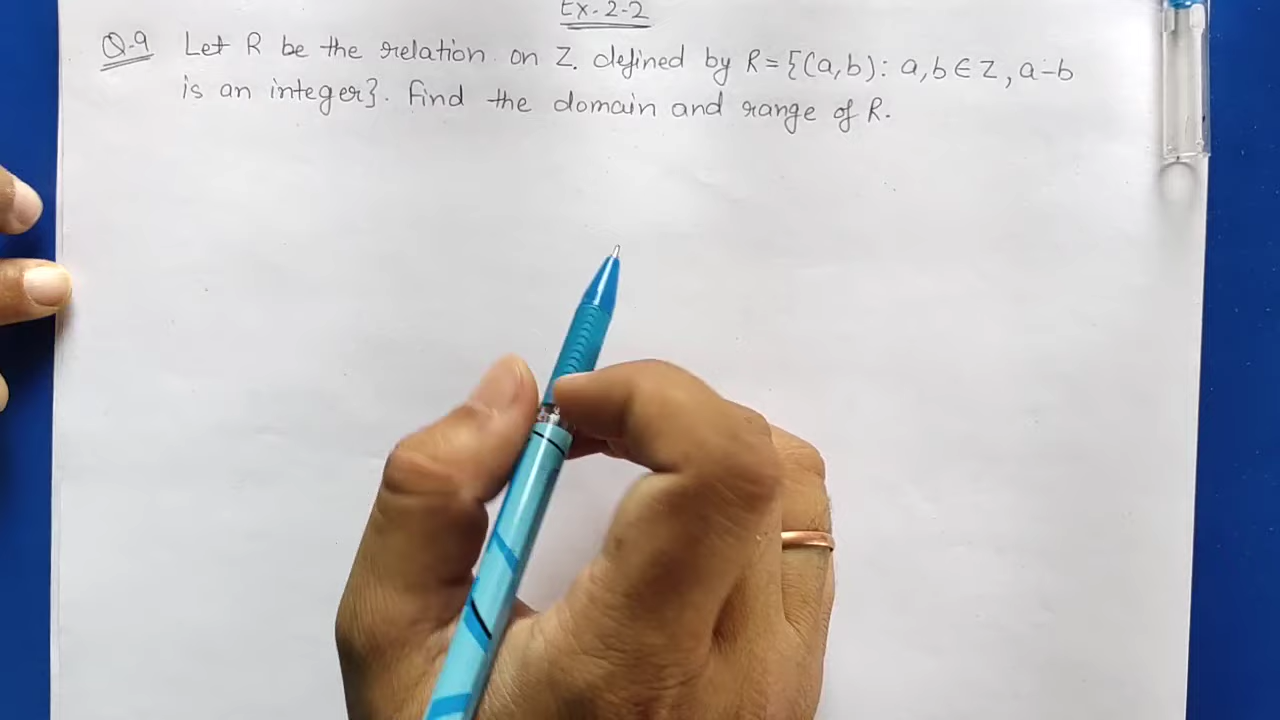 Ex-2-2
Q-9 Let R be the relation on Z defined by R = {(a,b): a,b ∈ Z, a-b
is an integer}. Find the domain and range of R.